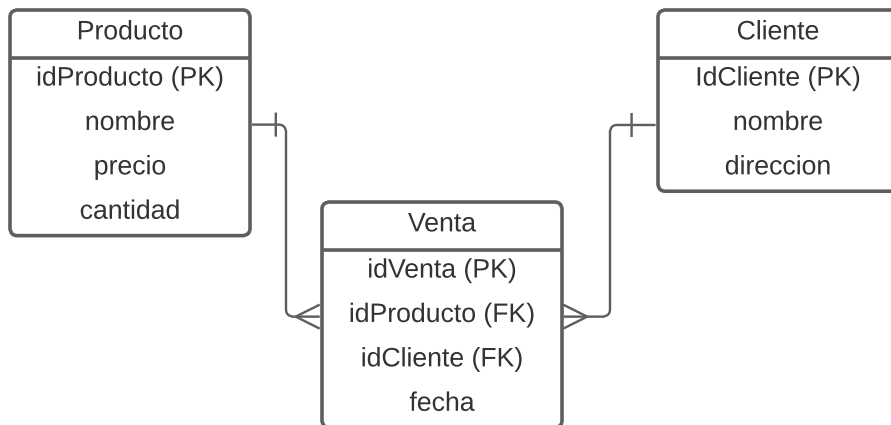 Producto
idProducto (PK)
nombre
precio
cantidad
Cliente
IdCliente (PK)
nombre
direccion
Venta
idVenta (PK)
idProducto (FK)
idCliente (FK)
fecha